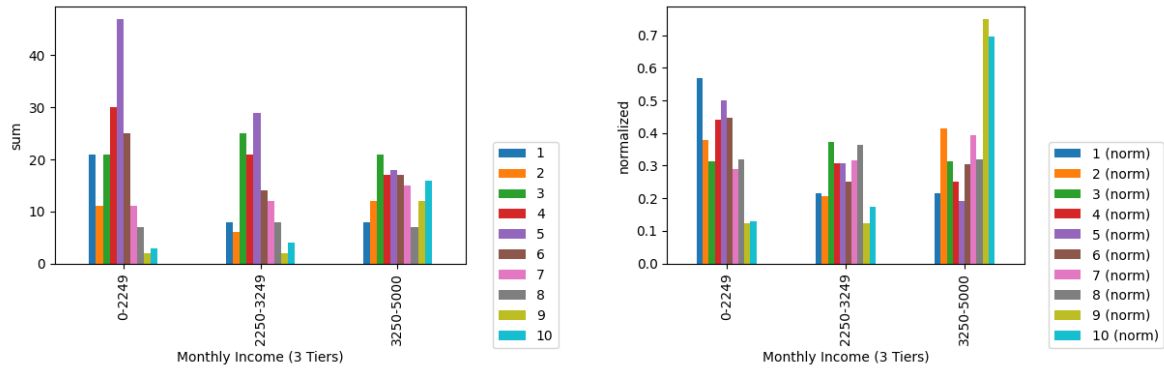 sum
40
30
20
10
0
0-2249
2250-3249
3250-5000
Monthly Income (3 Tiers)
1
2
3
4
5
6
7
8
9
10
normalized
0.7
0.6
0.5
0.4
0.3
0.2
0.1
0.0
0-2249
2250-3249
3250-5000
Monthly Income (3 Tiers)
1 (norm)
2 (norm)
3 (norm)
4 (norm)
5 (norm)
6 (norm)
7 (norm)
8 (norm)
9 (norm)
10 (norm)